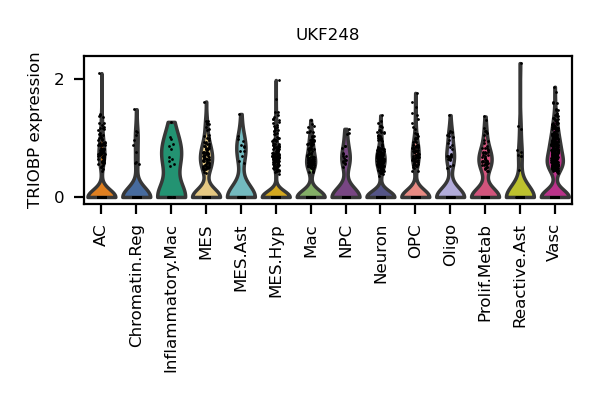 UKF248
TRIOBP expression
2
0
AC
Chromatin.Reg
Inflammatory.Mac
MES
MES.Ast
MES.Hyp
Mac
NPC
Neuron
OPC
Oligo
Prolif.Metab
Reactive.Ast
Vasc